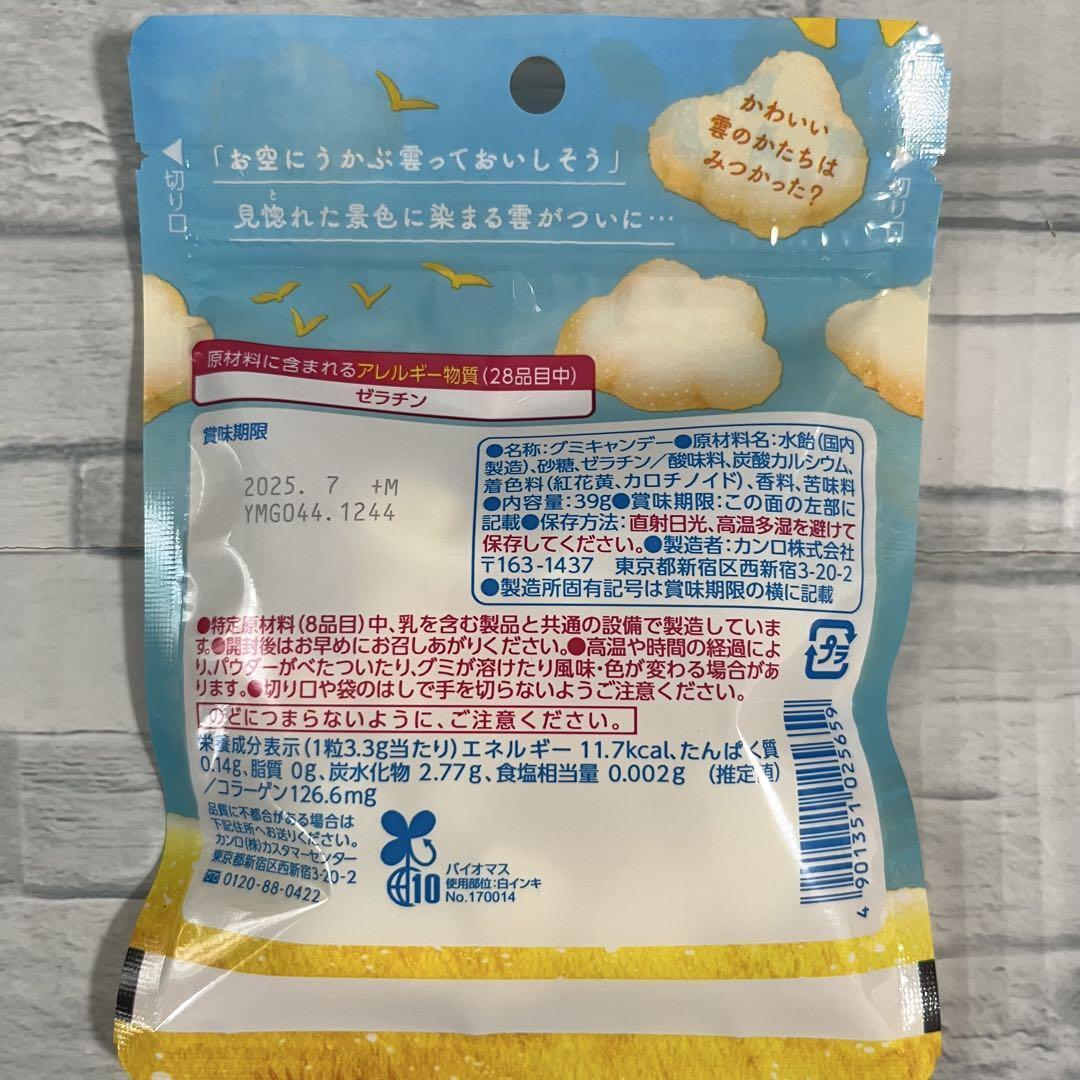 かわいい
雲のかたちは
みつかった?
「お空にうかぶ雲っておいしそう」
と
見惚れた景色に染まる雲がついに…
切り口
切り口
原材料に含まれるアレルギー物質(28品目中)
ゼラチン
賞味期限
2025. 7 +M
YMG044.1244
●名称:グミキャンデー●原材料名:水飴(国内
製造)、砂糖、ゼラチン/酸味料、炭酸カルシウム、
着色料(紅花黄、カロチノイド)、香料、苦味料
●内容量:39g●賞味期限:この面の左部に
記載●保存方法:直射日光、高温多湿を避けて
保存してください。●製造者:カンロ株式会社
〒163-1437 東京都新宿区西新宿3-20-2
●製造所固有記号は賞味期限の横に記載
●特定原材料(8品目)中、乳を含む製品と共通の設備で製造していま
す。●開封後はお早めにお召しあがりください。●高温や時間の経過によ
り、パウダーがべたついたり、グミが溶けたり風味・色が変わる場合があ
ります。●切り口や袋のはしで手を切らないようご注意ください。
のどにつまらないように、ご注意ください。
プラ
栄養成分表示(1粒3.3g当たり)エネルギー 11.7kcal、たんぱく質
0.14g、脂質 0g、炭水化物 2.77g、食塩相当量 0.002g (推定値)
/コラーゲン126.6mg
品質に不都合がある場合は
下記住所へお送りください。
カンロ(株)カスタマーセンター
東京都新宿区西新宿3-20-2
0120-88-0422
10
バイオマス
使用部位:白インキ
No.170014
4 901351 025659